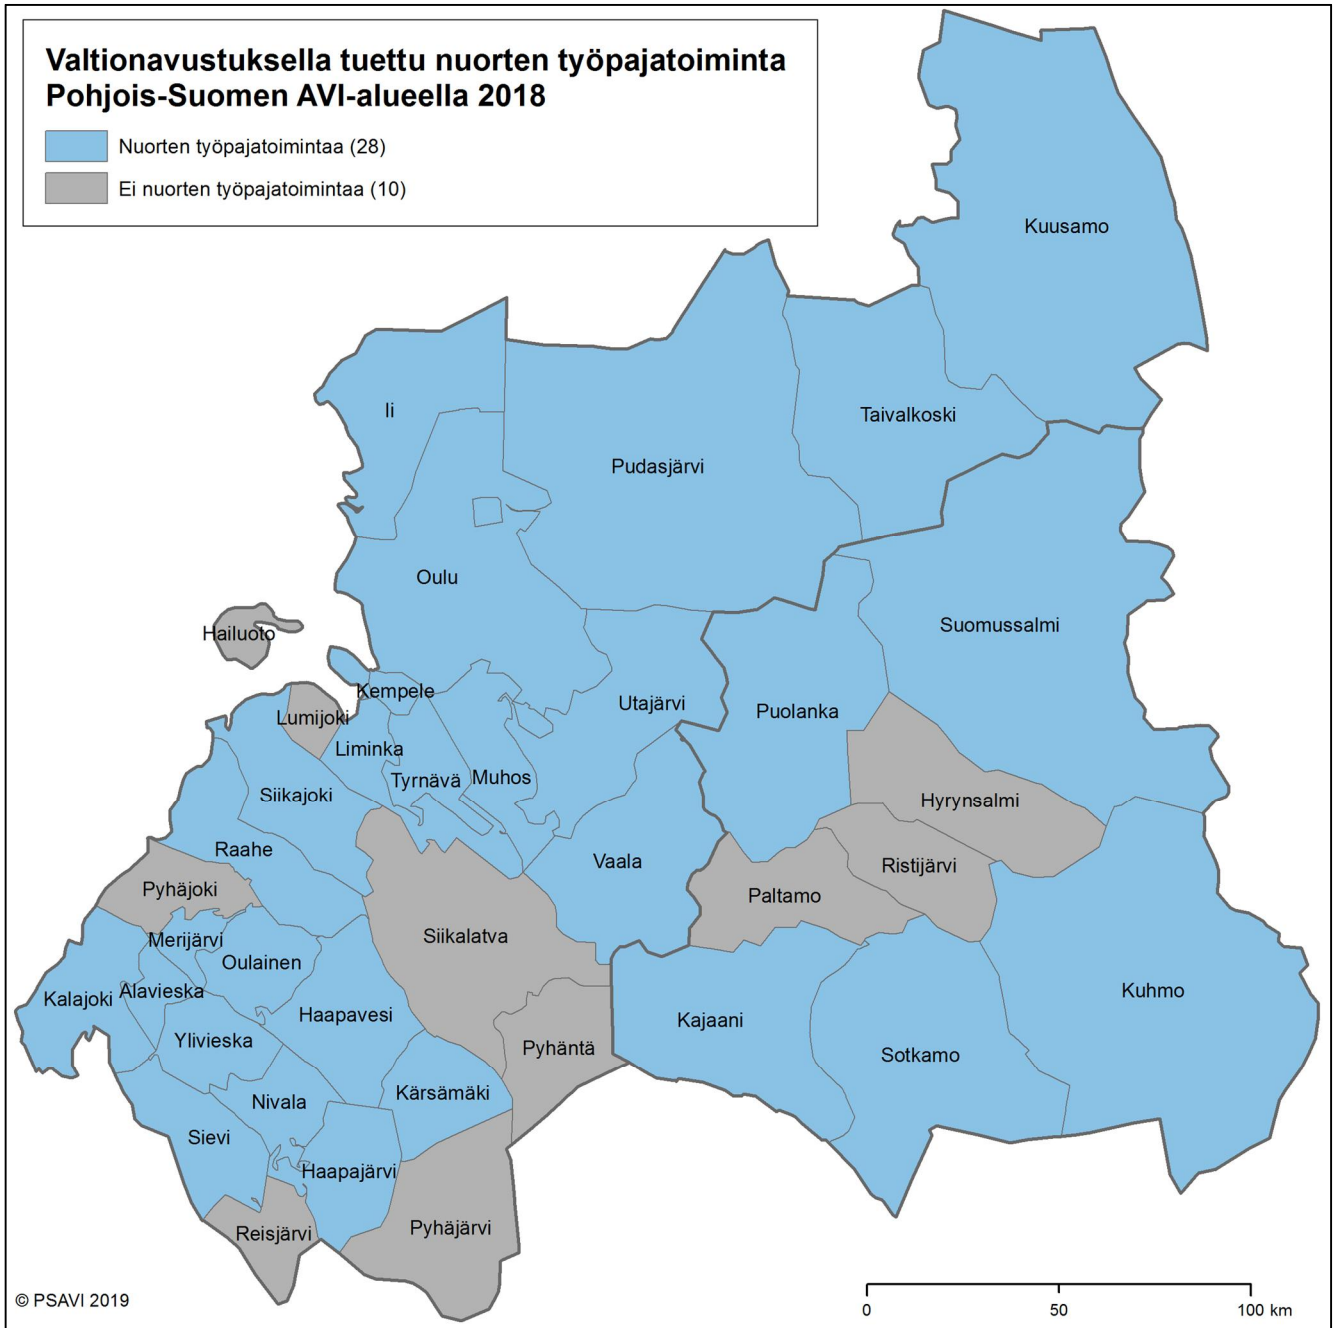 Valtionavustuksella tuettu nuorten työpajatoiminta
Pohjois-Suomen AVI-alueella 2018
Nuorten työpajatoimintaa (28)
Ei nuorten työpajatoimintaa (10)
Kuusamo
Ii
Taivalkoski
Pudasjärvi
Oulu
Hailuoto
Suomussalmi
Kempele
Utajärvi
Puolanka
Lumijoki
Liminka
Tyrnävä
Muhos
Siikajoki
Hyrynsalmi
Raahe
Vaala
Ristijärvi
Pyhäjoki
Paltamo
Merijärvi
Siikalatva
Oulainen
Alavieska
Kalajoki
Kuhmo
Haapavesi
Kajaani
Ylivieska
Pyhäntä
Sotkamo
Kärsämäki
Nivala
Sievi
Haapajärvi
Reisjärvi
Pyhäjärvi
© PSAVI 2019
0 50 100 km